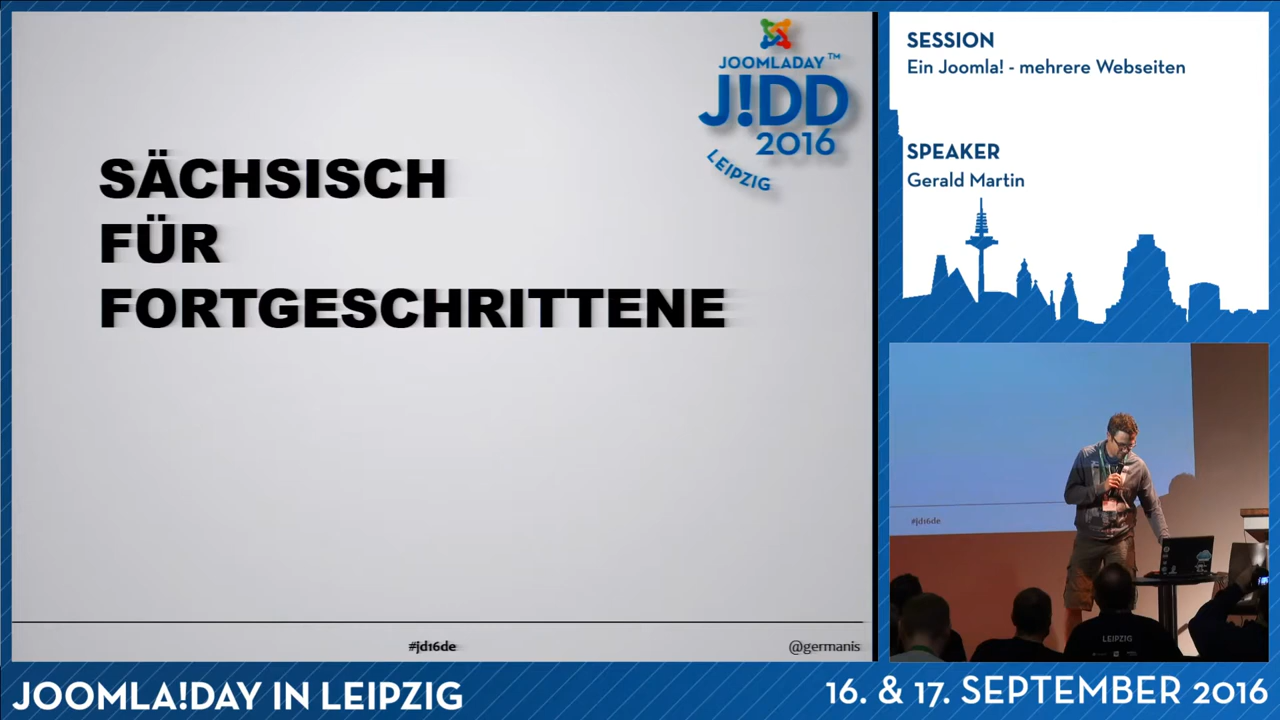 SÄCHSISCH
FÜR
FORTGESCHRITTENE
JOOMLADAY™
J!DD
2016
LEIPZIG
#jd16de
@germanis
SESSION
Ein Joomla! - mehrere Webseiten
SPEAKER
Gerald Martin
#jd16de
LEIPZIG
JOOMLA!DAY IN LEIPZIG
16. & 17. SEPTEMBER 2016